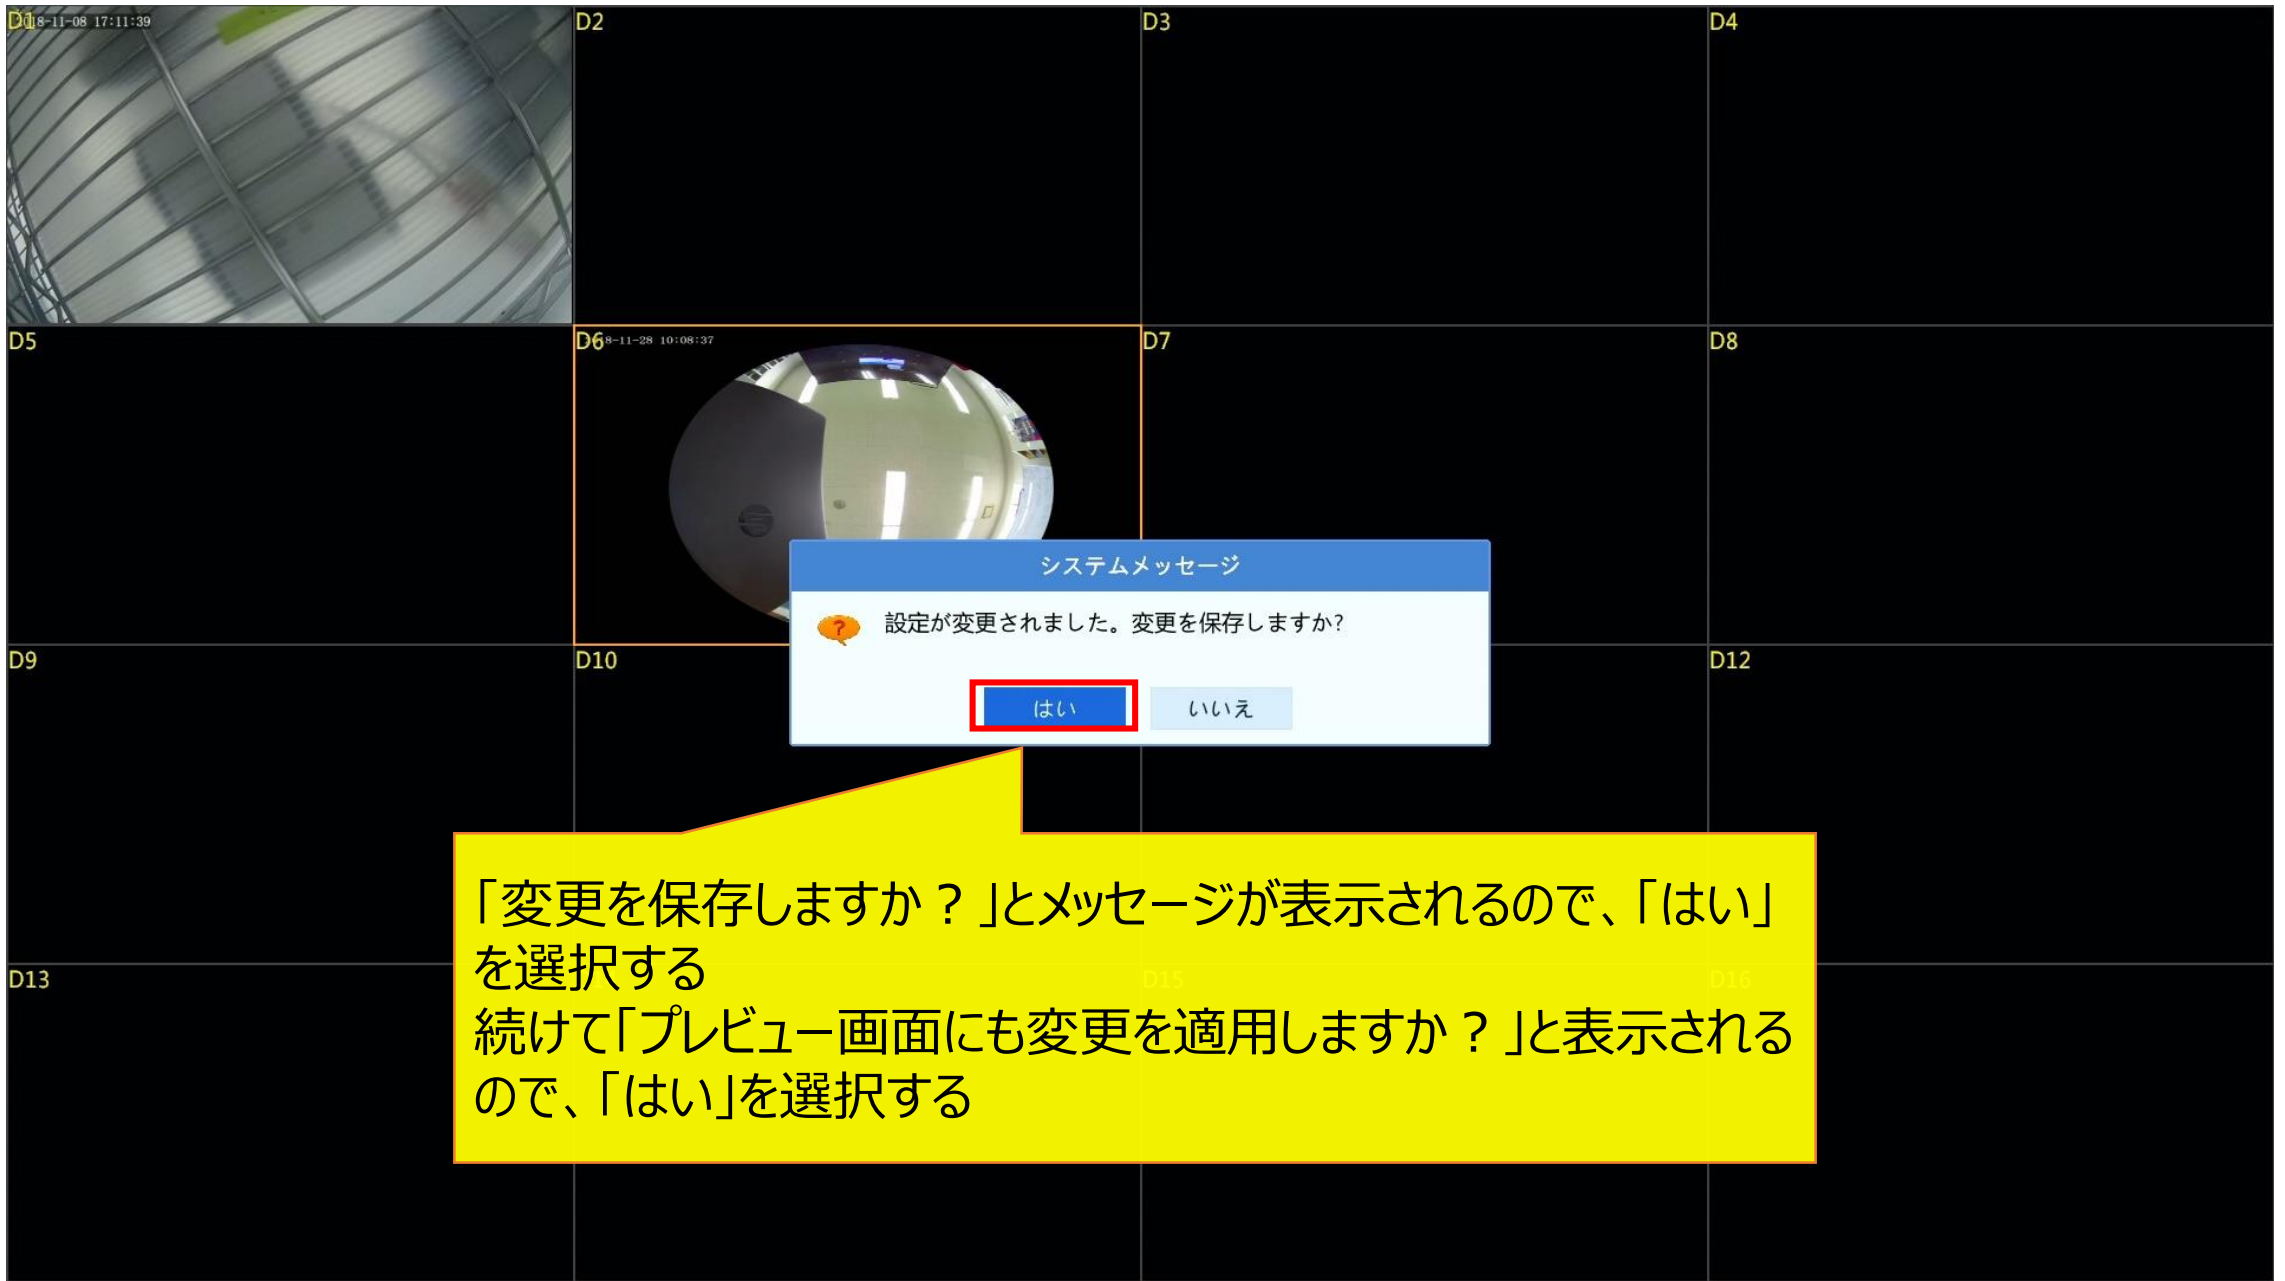 D1
18-11-08 17:11:39
D2
D3
D4
D5
D6
8-11-28 10:08:37
D7
D8
システムメッセージ
設定が変更されました。変更を保存しますか?
はい
いいえ
D9
D10
D12
「変更を保存しますか？」とメッセージが表示されるので、「はい」
を選択する
続けて「プレビュー画面にも変更を適用しますか？」と表示される
ので、「はい」を選択する
D13
D15
D16